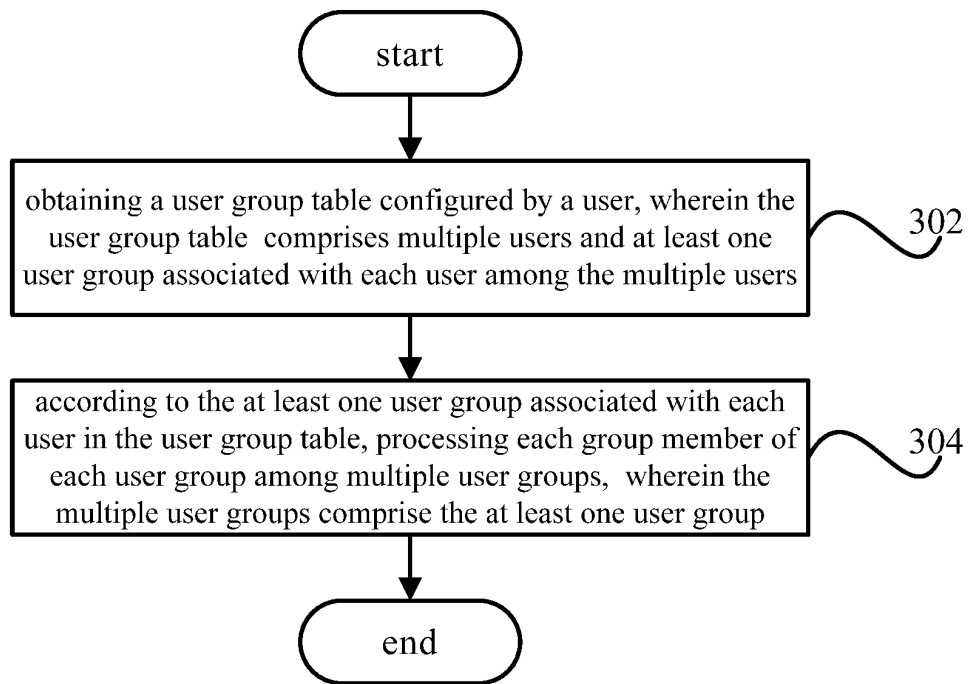 start
obtaining a user group table configured by a user, wherein the
user group table comprises multiple users and at least one
user group associated with each user among the multiple users
302
according to the at least one user group associated with each
user in the user group table, processing each group member of
each user group among multiple user groups, wherein the
multiple user groups comprise the at least one user group
304
end